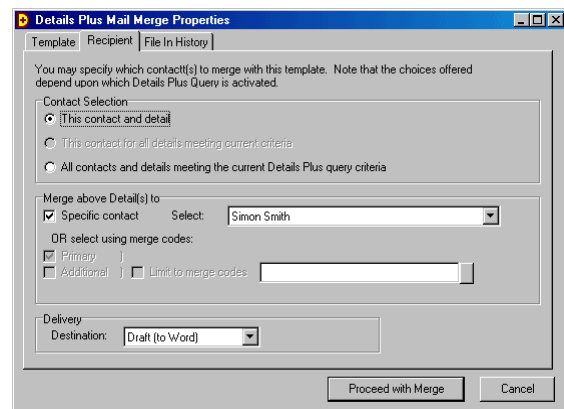 Details Plus Mail Merge Properties
Template Recipient File In History
You may specify which contactt(s) to merge with this template. Note that the choices offered
depend upon which Details Plus Query is activated.
Contact Selection
This contact and detail
This contact for all details meeting current criteria
All contacts and details meeting the current Details Plus query criteria
Merge above Detail(s) to
Specific contact Select: Simon Smith
OR select using merge codes:
Primary )
Additional ) Limit to merge codes
Delivery
Destination: Draft (to Word)
Proceed with Merge Cancel